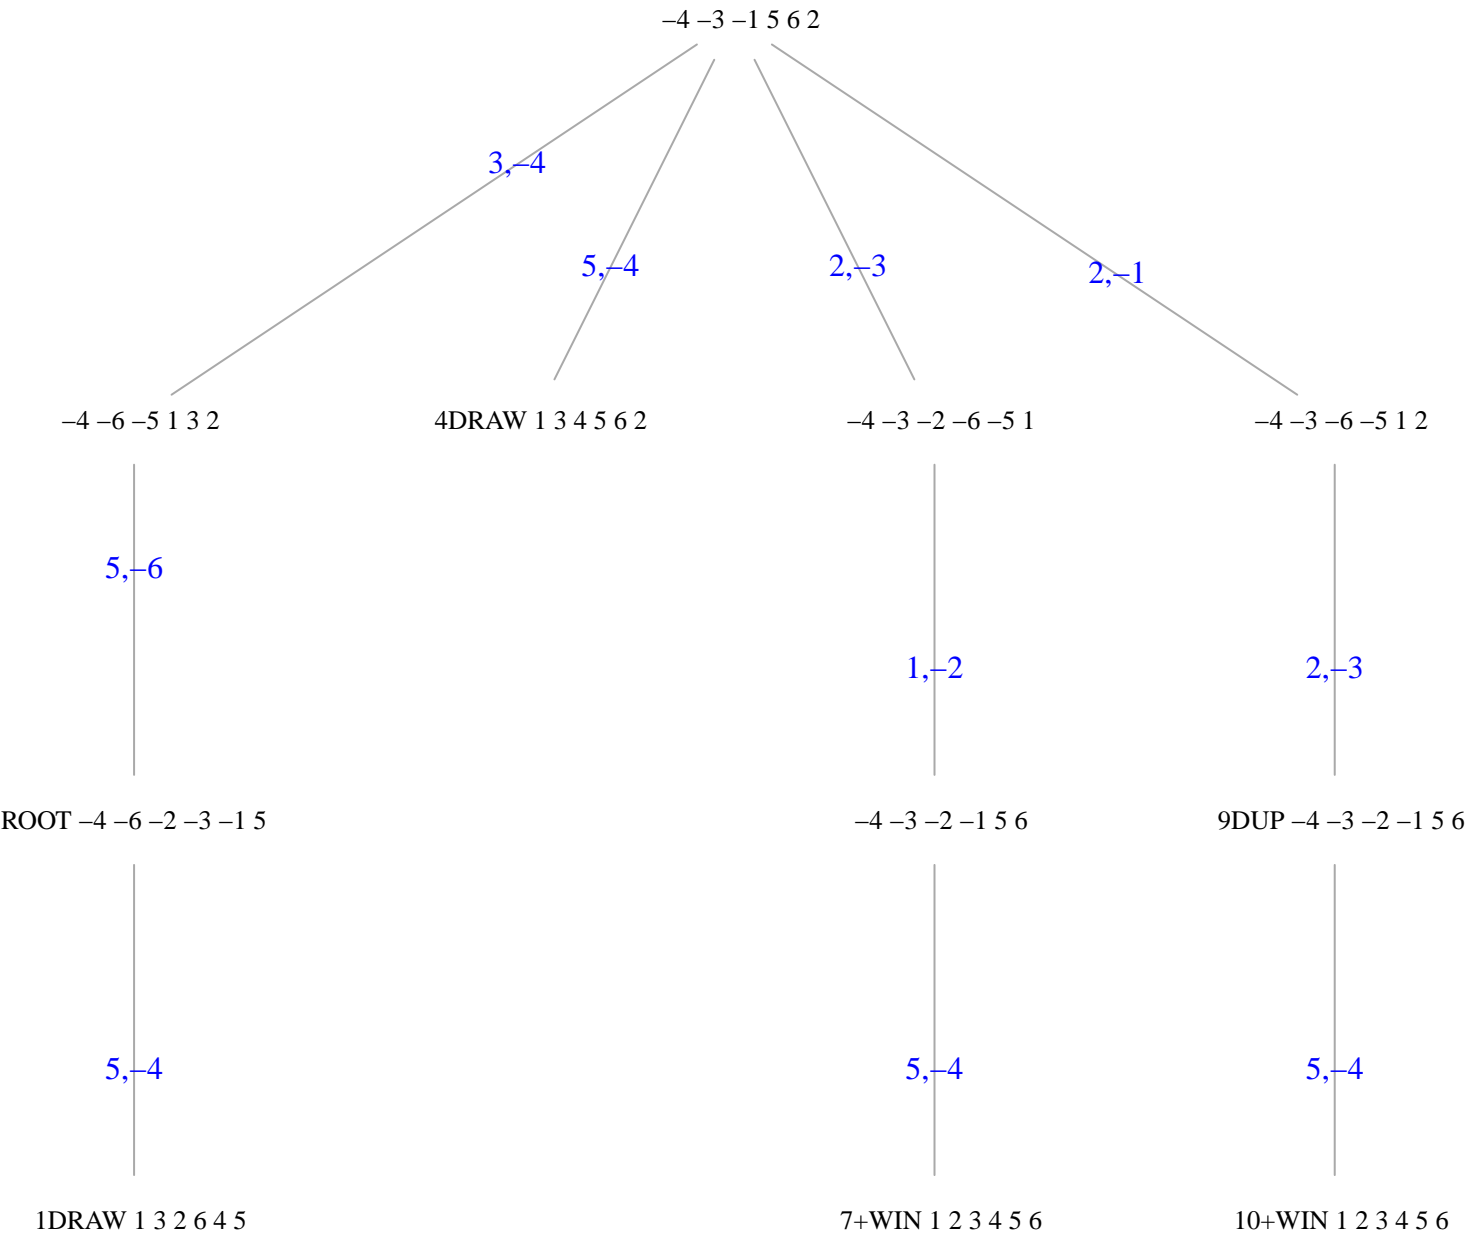 –4 –3 –1 5 6 2
3,–4
5,–4
2,–3
2,–1
–4 –6 –5 1 3 2
4DRAW 1 3 4 5 6 2
–4 –3 –2 –6 –5 1
–4 –3 –6 –5 1 2
5,–6
1,–2
2,–3
ROOT –4 –6 –2 –3 –1 5
–4 –3 –2 –1 5 6
9DUP –4 –3 –2 –1 5 6
5,–4
5,–4
5,–4
1DRAW 1 3 2 6 4 5
7+WIN 1 2 3 4 5 6
10+WIN 1 2 3 4 5 6